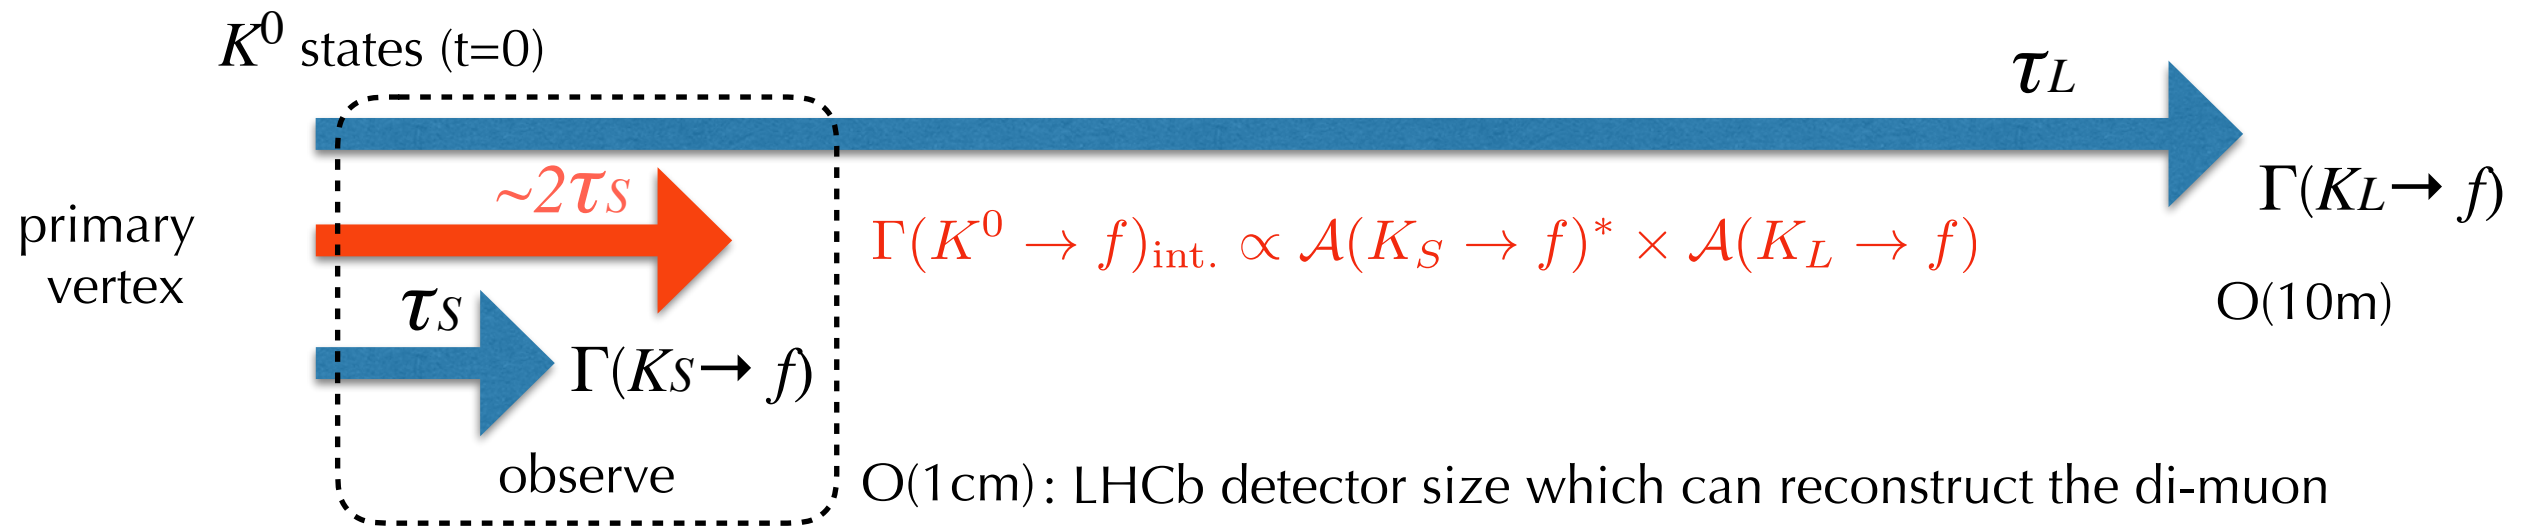 K⁰ states (t=0)
τL
~2τS
Γ(KL→ f)
primary
vertex
Γ(K⁰ → f)int. ∝ A(KS → f)* × A(KL → f)
τS
O(10m)
Γ(KS→ f)
observe
O(1cm) : LHCb detector size which can reconstruct the di-muon